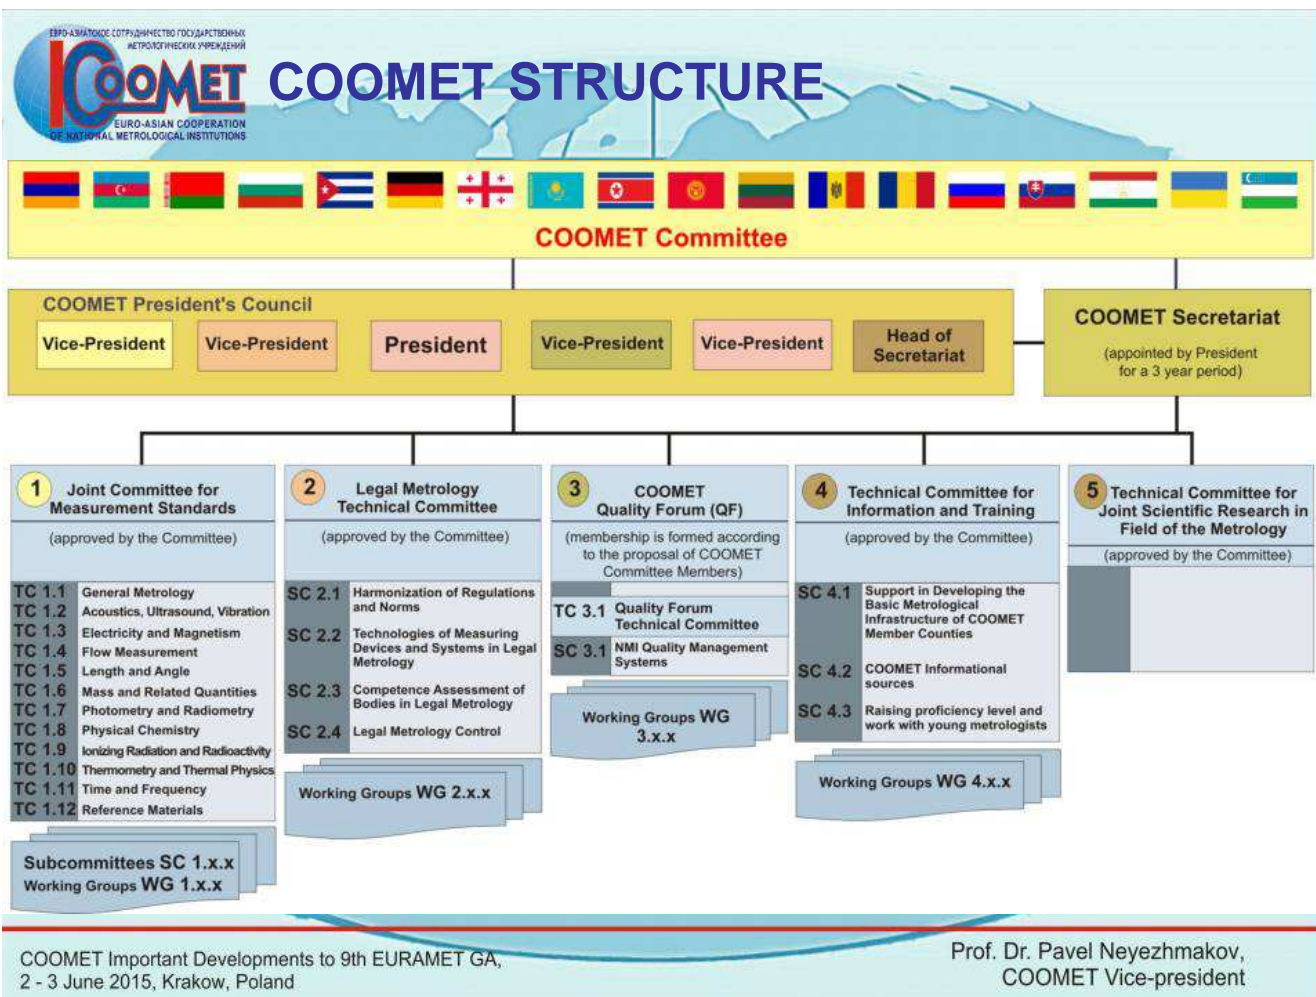 ЕВРО-АЗИАТСКОЕ СОТРУДНИЧЕСТВО ГОСУДАРСТВЕННЫХ
МЕТРОЛОГИЧЕСКИХ УЧРЕЖДЕНИЙ
COOMET
EURO-ASIAN COOPERATION
OF NATIONAL METROLOGICAL INSTITUTIONS
COOMET STRUCTURE
COOMET Committee
COOMET President's Council
Vice-President
Vice-President
President
Vice-President
Vice-President
Head of
Secretariat
COOMET Secretariat
(appointed by President
for a 3 year period)
1
Joint Committee for
Measurement Standards
(approved by the Committee)
TC 1.1 General Metrology
TC 1.2 Acoustics, Ultrasound, Vibration
TC 1.3 Electricity and Magnetism
TC 1.4 Flow Measurement
TC 1.5 Length and Angle
TC 1.6 Mass and Related Quantities
TC 1.7 Photometry and Radiometry
TC 1.8 Physical Chemistry
TC 1.9 Ionizing Radiation and Radioactivity
TC 1.10 Thermometry and Thermal Physics
TC 1.11 Time and Frequency
TC 1.12 Reference Materials
Subcommittees SC 1.x.x
Working Groups WG 1.x.x
2
Legal Metrology
Technical Committee
(approved by the Committee)
SC 2.1 Harmonization of Regulations
and Norms
SC 2.2 Technologies of Measuring
Devices and Systems in Legal
Metrology
SC 2.3 Competence Assessment of
Bodies in Legal Metrology
SC 2.4 Legal Metrology Control
Working Groups WG 2.x.x
3
COOMET
Quality Forum (QF)
(membership is formed according
to the proposal of COOMET
Committee Members)
TC 3.1 Quality Forum
Technical Committee
SC 3.1 NMI Quality Management
Systems
Working Groups WG
3.x.x
4
Technical Committee for
Information and Training
(approved by the Committee)
SC 4.1 Support in Developing the
Basic Metrological
Infrastructure of COOMET
Member Counties
SC 4.2 COOMET Informational
sources
SC 4.3 Raising proficiency level and
work with young metrologists
Working Groups WG 4.x.x
5
Technical Committee for
Joint Scientific Research in
Field of the Metrology
(approved by the Committee)
COOMET Important Developments to 9th EURAMET GA,
2 - 3 June 2015, Krakow, Poland
Prof. Dr. Pavel Neyezhmakov,
COOMET Vice-president